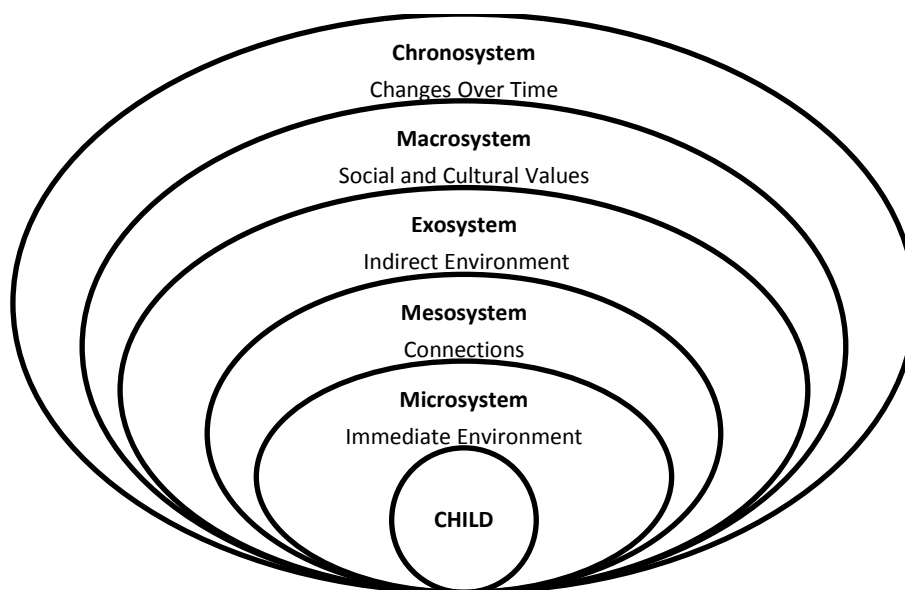 Chronosystem
Changes Over Time
Macrosystem
Social and Cultural Values
Exosystem
Indirect Environment
Mesosystem
Connections
Microsystem
Immediate Environment
CHILD